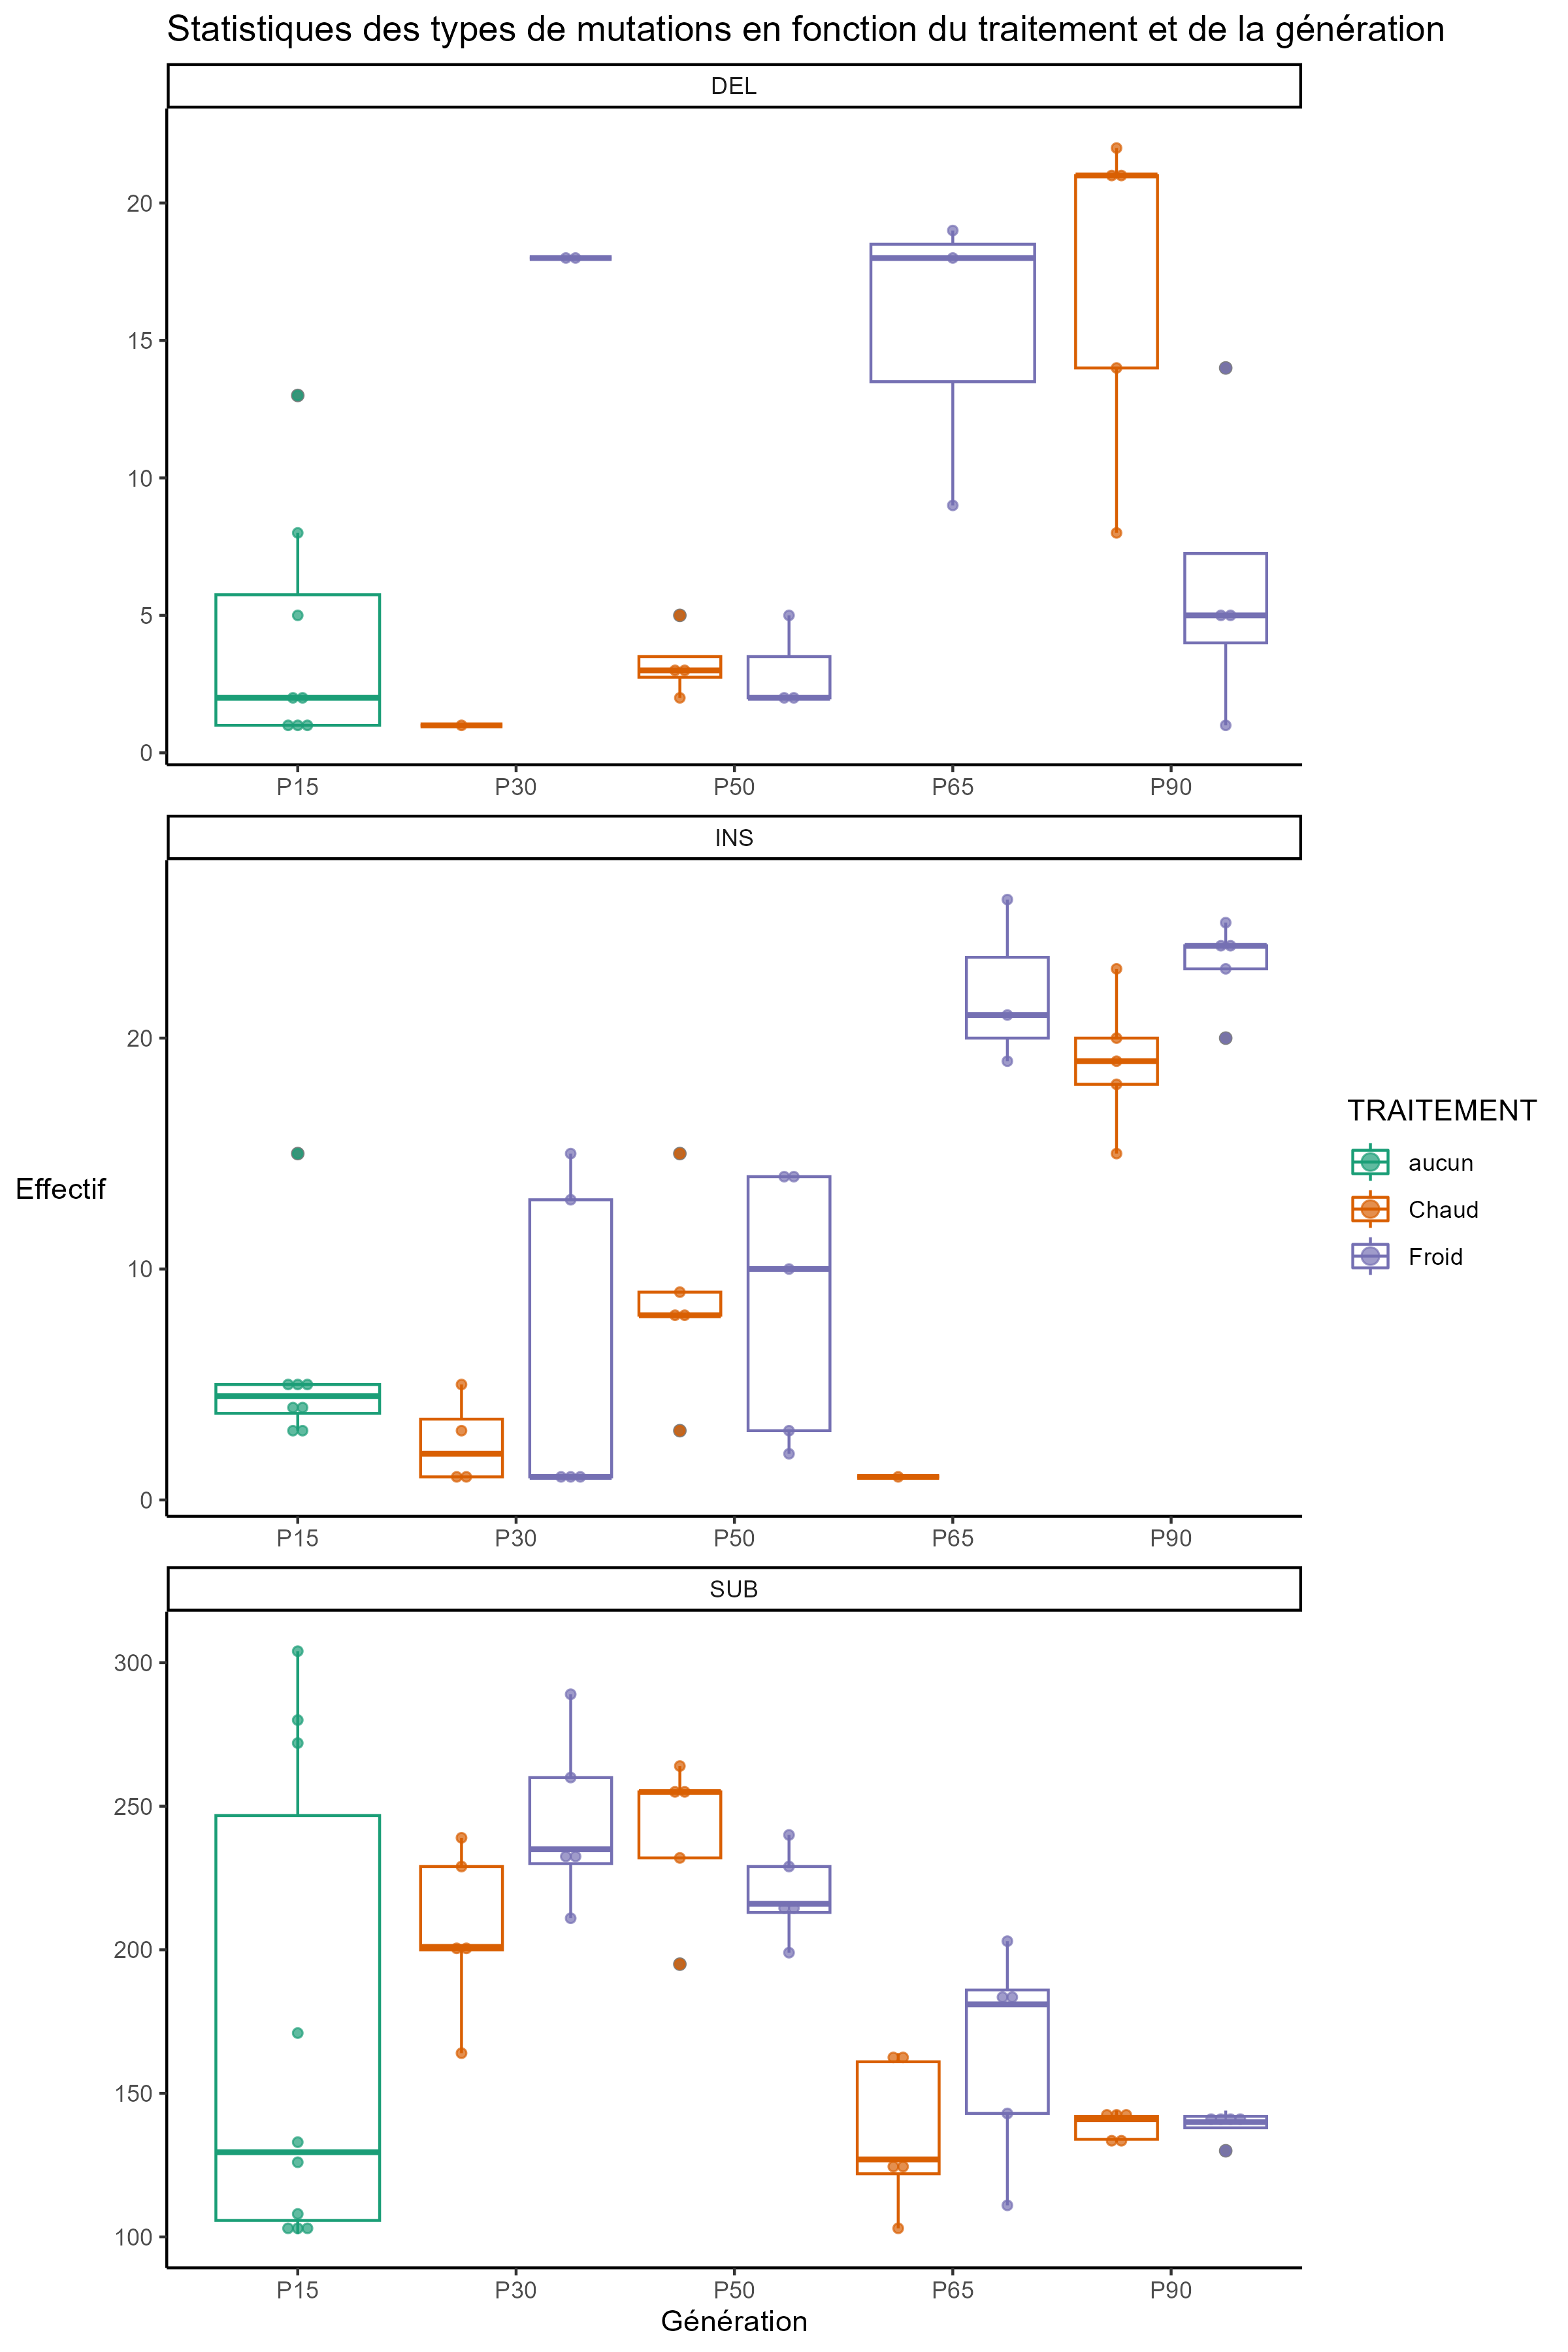 Statistiques des types de mutations en fonction du traitement et de la génération
DEL
20
15
10
5
0
P15 P30 P50 P65 P90
INS
20
10
0
P15 P30 P50 P65 P90
Effectif
TRAITEMENT
aucun
Chaud
Froid
SUB
300
250
200
150
100
P15 P30 P50 P65 P90
Génération